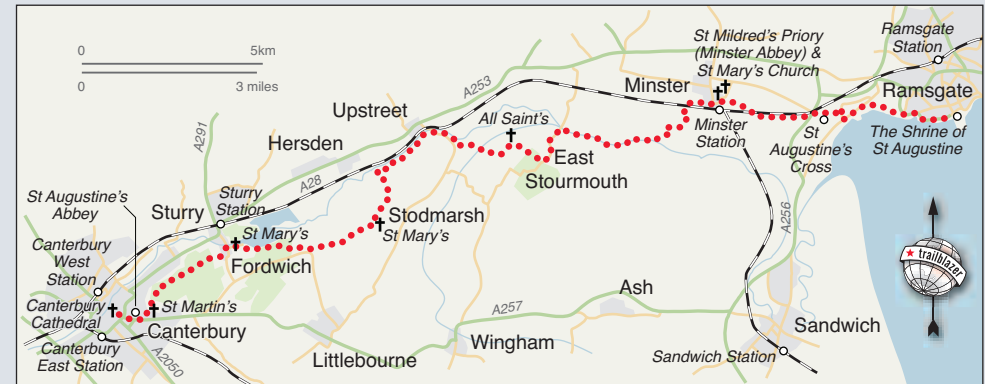 0
5km
0
3 miles
St Mildred's Priory
(Minster Abbey) &
St Mary's Church
Ramsgate
Station
Ramsgate
Minster
A253
Upstreet
All Saint's
Minster
Station
St
Augustine's
Cross
The Shrine of
St Augustine
A291
Hersden
East
Stourmouth
A28
St Augustine's
Abbey
Sturry
Sturry
Station
Stodmarsh
St Mary's
A256
St Mary's
Fordwich
Canterbury
West
Station
trailblazer
Canterbury
Cathedral
St Martin's
Canterbury
Canterbury
East Station
A2050
Ash
A257
Wingham
Littlebourne
Sandwich
Sandwich Station